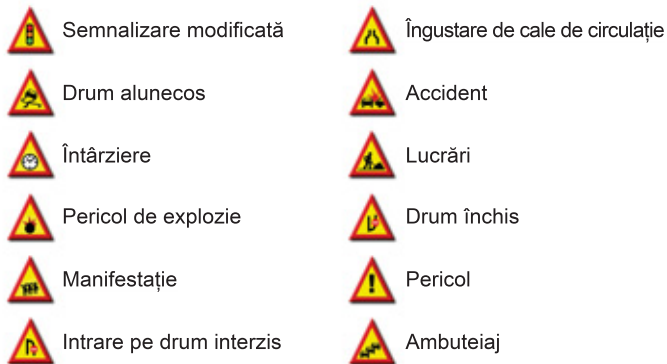 Semnalizare modificată
Îngustare de cale de circulație
Drum alunecos
Accident
Întârziere
Lucrări
Pericol de explozie
Drum închis
Manifestație
Pericol
Intrare pe drum interzis
Ambuteiaj